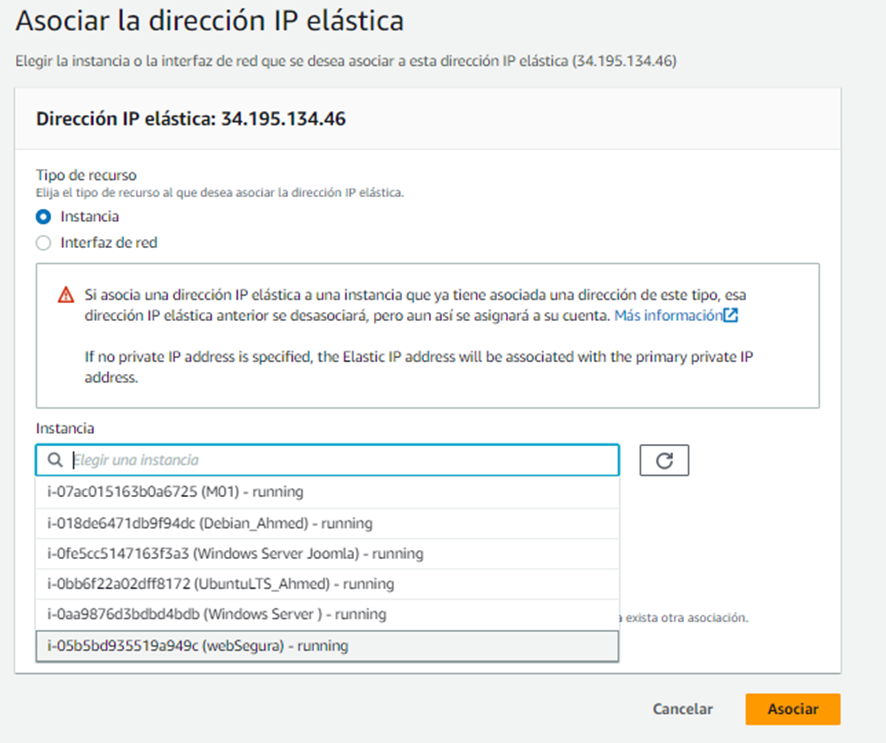 Asociar la dirección IP elástica
Elegir la instancia o la interfaz de red que se desea asociar a esta dirección IP elástica (34.195.134.46)
Dirección IP elástica: 34.195.134.46
Tipo de recurso
Elija el tipo de recurso al que desea asociar la dirección IP elástica.
Instancia
Interfaz de red
Si asocia una dirección IP elástica a una instancia que ya tiene asociada una dirección de este tipo, esa
dirección IP elástica anterior se desasociará, pero aun así se asignará a su cuenta. Más información
If no private IP address is specified, the Elastic IP address will be associated with the primary private IP
address.
Instancia
Elegir una instancia
i-07ac015163b0a6725 (M01) - running
i-018de6471db9f94dc (Debian_Ahmed) - running
i-0fe5cc5147163f3a3 (Windows Server Joomla) - running
i-0bb6f22a02dff8172 (UbuntuLTS_Ahmed) - running
i-0aa9876d3bdbd4bdb (Windows Server ) - running
a exista otra asociación.
i-05b5bd935519a949c (webSegura) - running
Cancelar
Asociar